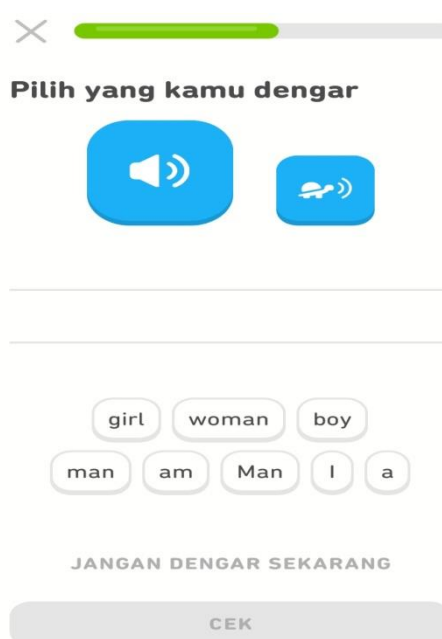 Pilih yang kamu dengar
girl woman boy
man am Man I a
JANGAN DENGAR SEKARANG
CEK